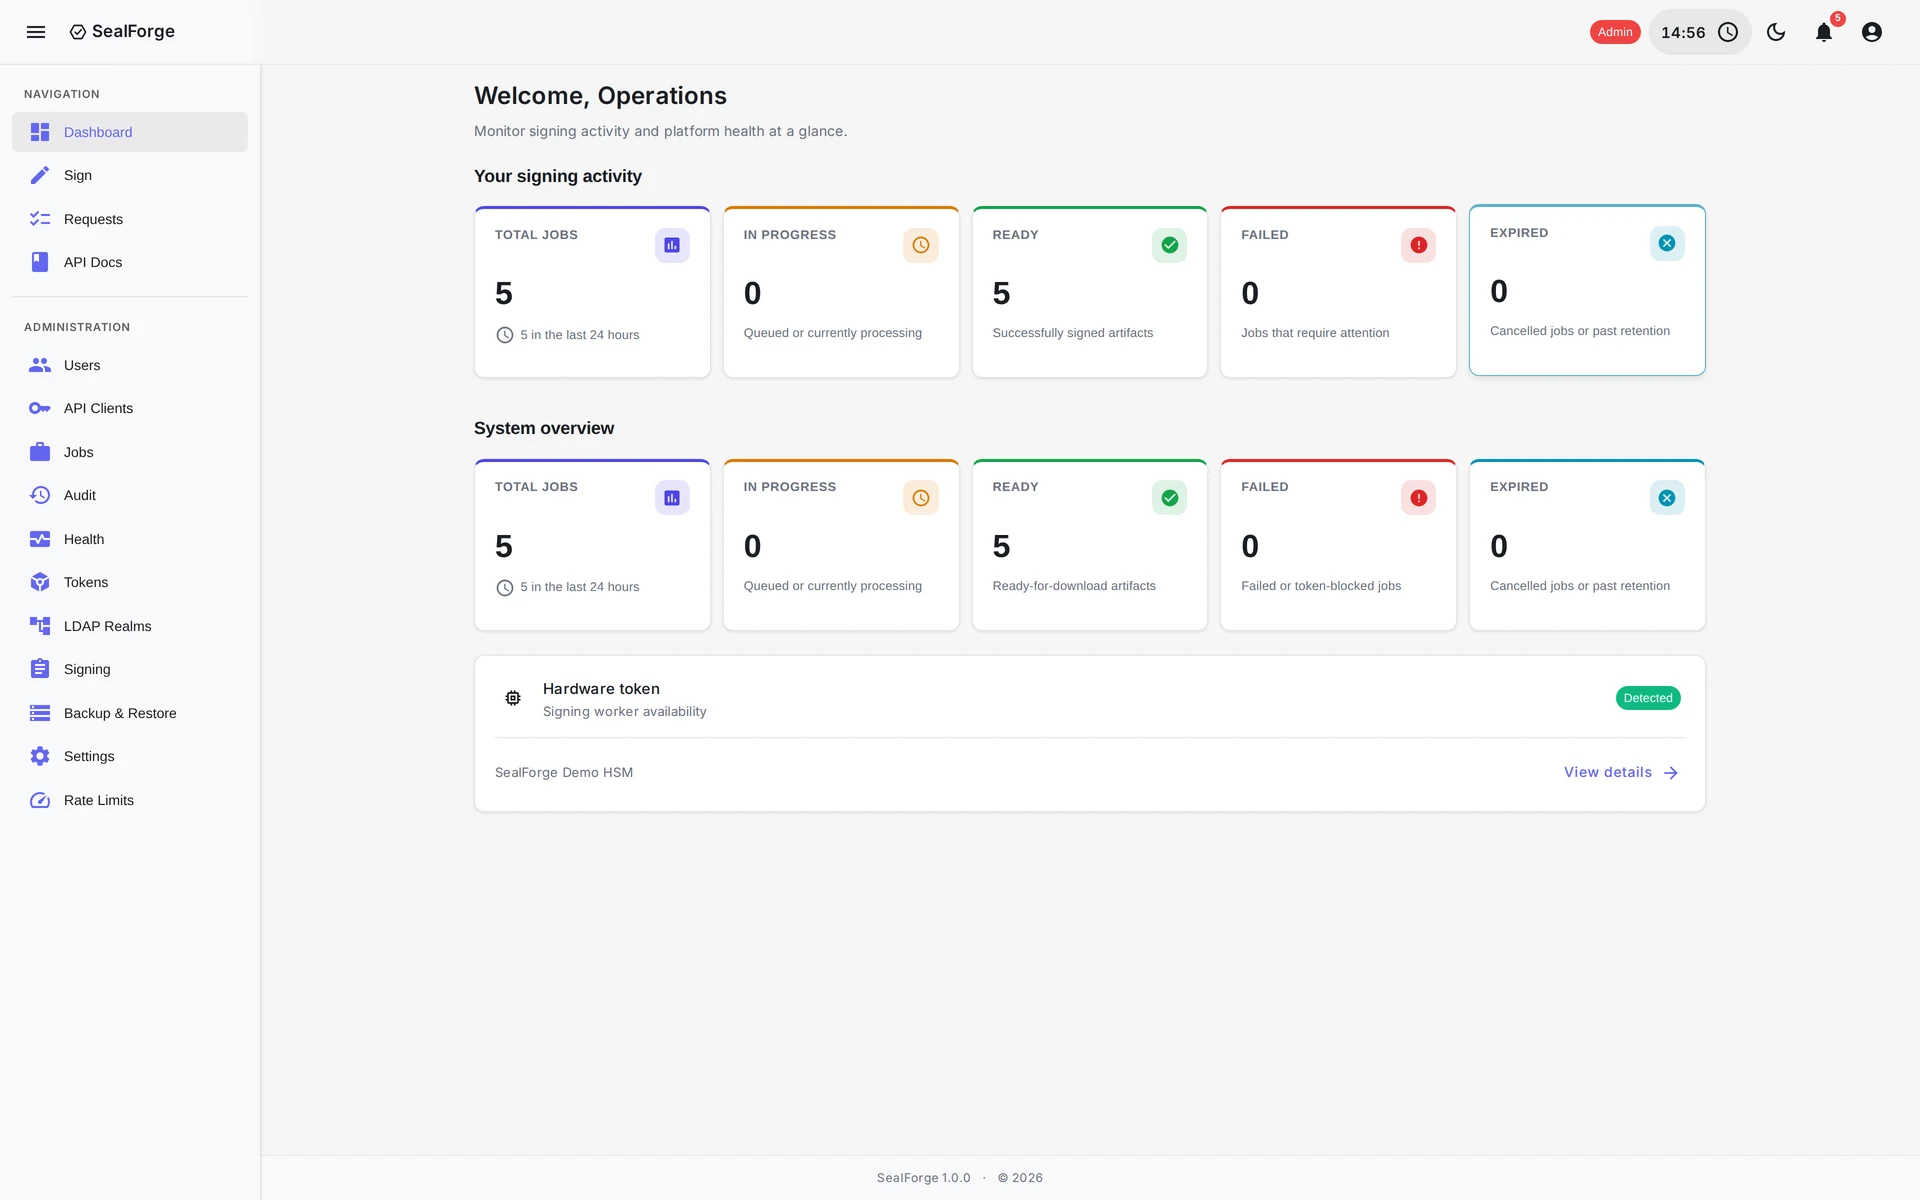 SealForge
Admin
14:56
5
NAVIGATION
Dashboard
Sign
Requests
API Docs
ADMINISTRATION
Users
API Clients
Jobs
Audit
Health
Tokens
LDAP Realms
Signing
Backup & Restore
Settings
Rate Limits
Welcome, Operations
Monitor signing activity and platform health at a glance.
Your signing activity
TOTAL JOBS
5
5 in the last 24 hours
IN PROGRESS
0
Queued or currently processing
READY
5
Successfully signed artifacts
FAILED
0
Jobs that require attention
EXPIRED
0
Cancelled jobs or past retention
System overview
TOTAL JOBS
5
5 in the last 24 hours
IN PROGRESS
0
Queued or currently processing
READY
5
Ready-for-download artifacts
FAILED
0
Failed or token-blocked jobs
EXPIRED
0
Cancelled jobs or past retention
Hardware token
Signing worker availability
Detected
SealForge Demo HSM
View details
SealForge 1.0.0 · © 2026